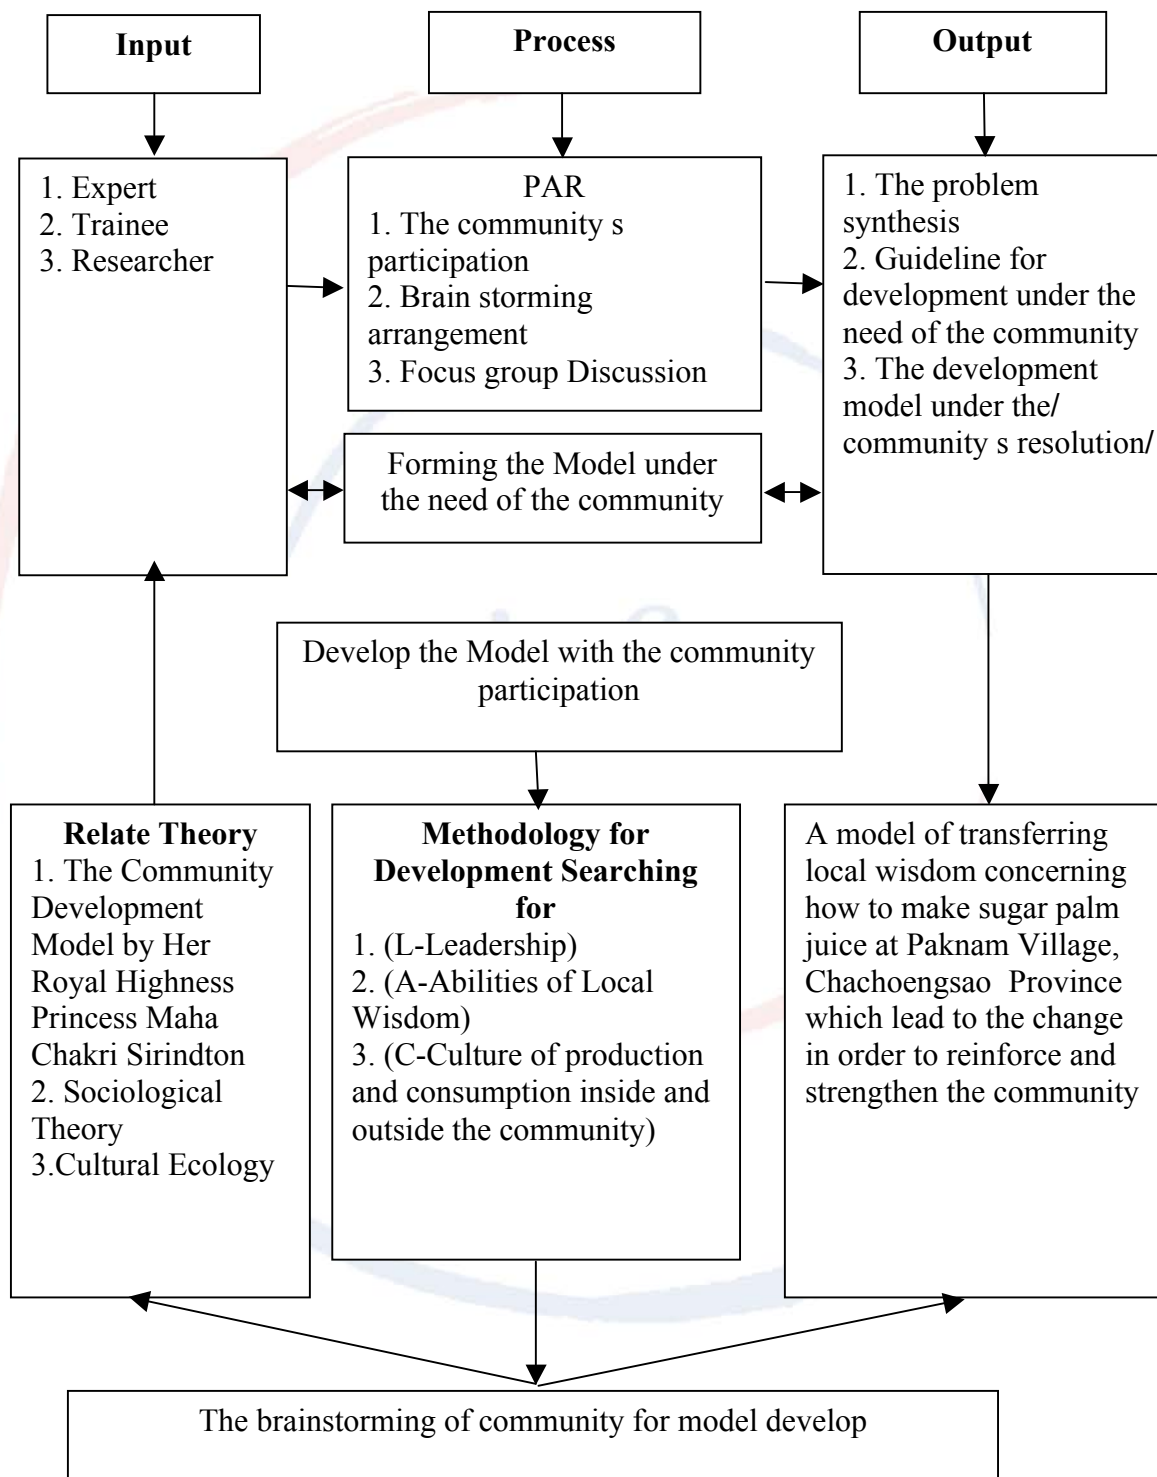 Input
Process
Output
1. Expert
2. Trainee
3. Researcher
PAR
1. The community s
participation
2. Brain storming
arrangement
3. Focus group Discussion
1. The problem
synthesis
2. Guideline for
development under the
need of the community
3. The development
model under the/
community s resolution/
Forming the Model under
the need of the community
Develop the Model with the community
participation
Relate Theory
1. The Community
Development
Model by Her
Royal Highness
Princess Maha
Chakri Sirindton
2. Sociological
Theory
3.Cultural Ecology
Methodology for
Development Searching
for
1. (L-Leadership)
2. (A-Abilities of Local
Wisdom)
3. (C-Culture of production
and consumption inside and
outside the community)
A model of transferring
local wisdom concerning
how to make sugar palm
juice at Paknam Village,
Chachoengsao Province
which lead to the change
in order to reinforce and
strengthen the community
The brainstorming of community for model develop